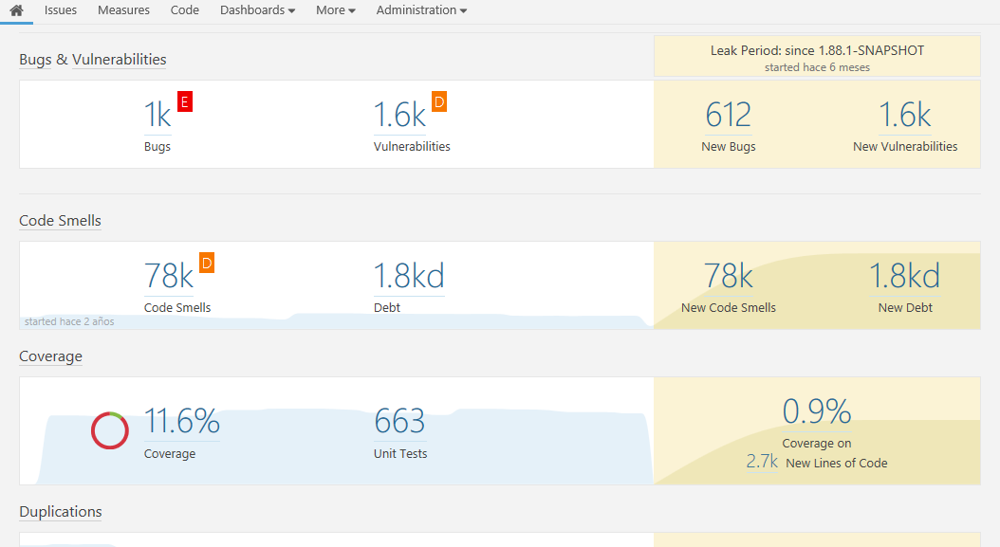 Issues Measures Code Dashboards More Administration
Bugs & Vulnerabilities
Leak Period: since 1.88.1-SNAPSHOT
started hace 6 meses
1k E 1.6k D 612 1.6k
Bugs Vulnerabilities New Bugs New Vulnerabilities
Code Smells
78k D 1.8kd 78k 1.8kd
Code Smells Debt New Code Smells New Debt
started hace 2 años
Coverage
11.6% 663 0.9%
Coverage Unit Tests Coverage on
2.7k New Lines of Code
Duplications